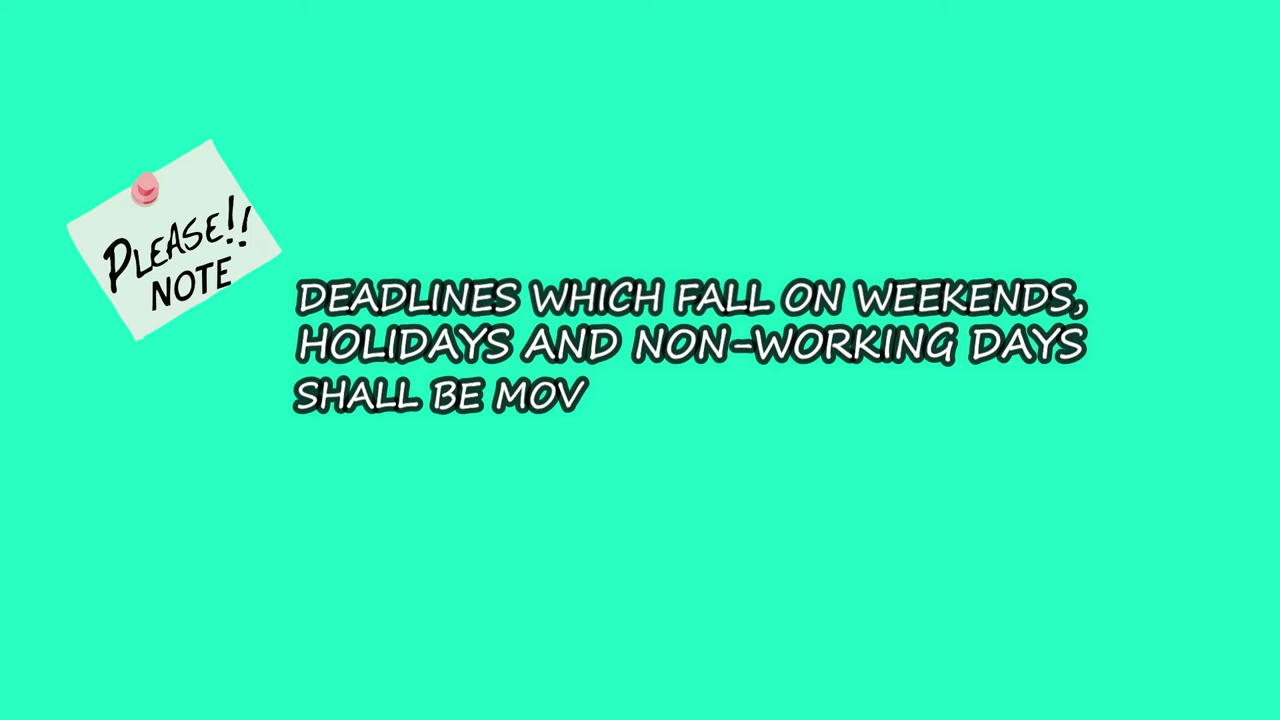 PLEASE!!
NOTE
DEADLINES WHICH FALL ON WEEKENDS,
HOLIDAYS AND NON-WORKING DAYS
SHALL BE MOV